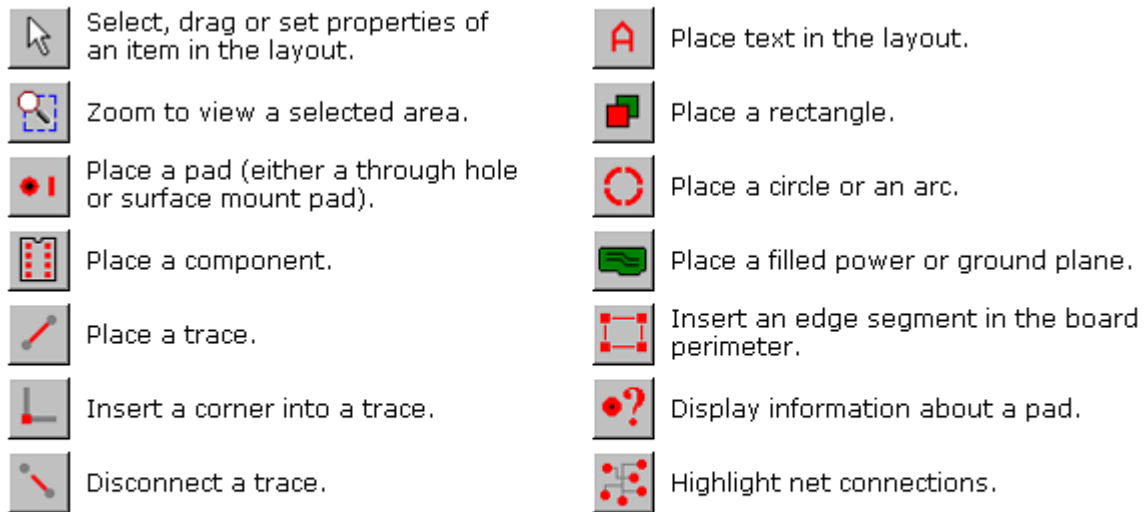 Select, drag or set properties of
an item in the layout.
Zoom to view a selected area.
Place a pad (either a through hole
or surface mount pad).
Place a component.
Place a trace.
Insert a corner into a trace.
Disconnect a trace.
Place text in the layout.
Place a rectangle.
Place a circle or an arc.
Place a filled power or ground plane.
Insert an edge segment in the board
perimeter.
Display information about a pad.
Highlight net connections.